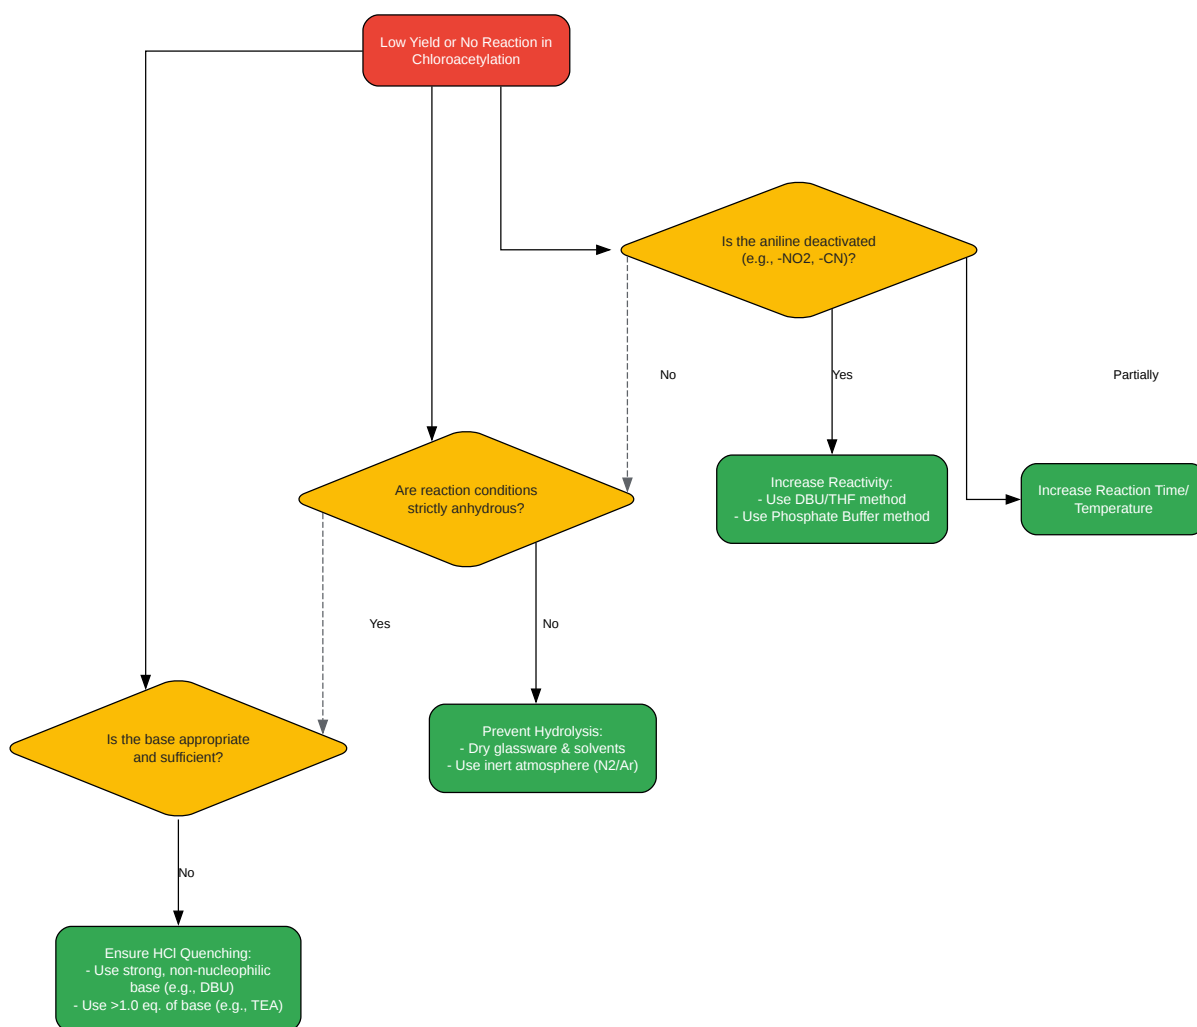 Low Yield or No Reaction in
Chloroacetylation
Is the aniline deactivated
(e.g., -NO2, -CN)?
No
Yes
Partially
Are reaction conditions
strictly anhydrous?
Increase Reactivity:
- Use DBU/THF method
- Use Phosphate Buffer method
Increase Reaction Time/
Temperature
Yes
No
Is the base appropriate
and sufficient?
Prevent Hydrolysis:
- Dry glassware & solvents
- Use inert atmosphere (N2/Ar)
No
Ensure HCl Quenching:
- Use strong, non-nucleophilic
base (e.g., DBU)
- Use >1.0 eq. of base (e.g., TEA)